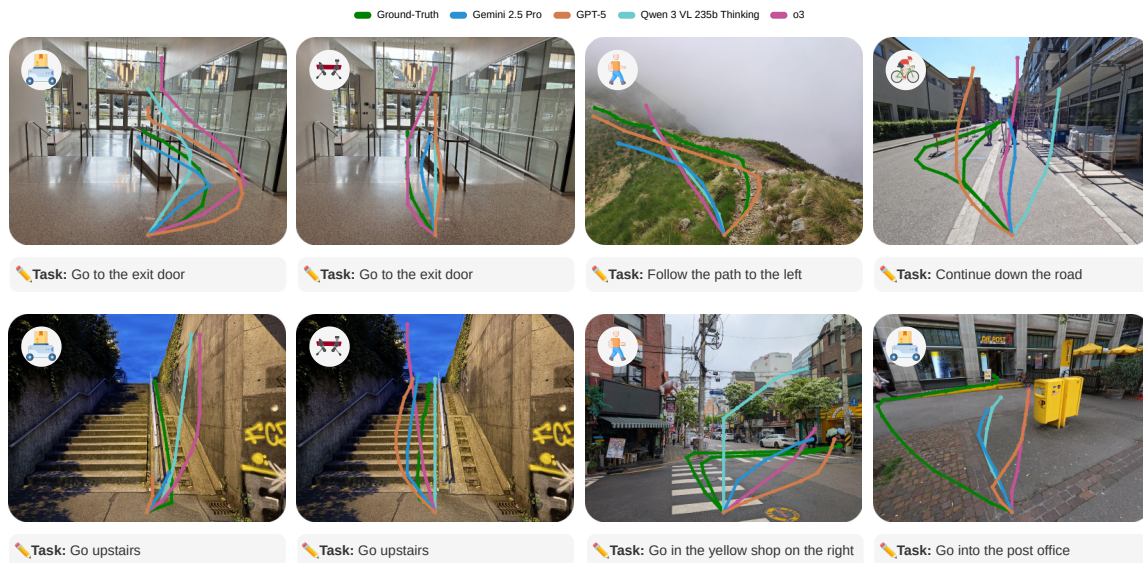 Ground-Truth Gemini 2.5 Pro GPT-5 Qwen 3 VL 235b Thinking o3
Task: Go to the exit door
Task: Go to the exit door
Task: Follow the path to the left
Task: Continue down the road
DIE POST
Task: Go upstairs
Task: Go upstairs
Task: Go in the yellow shop on the right
Task: Go into the post office